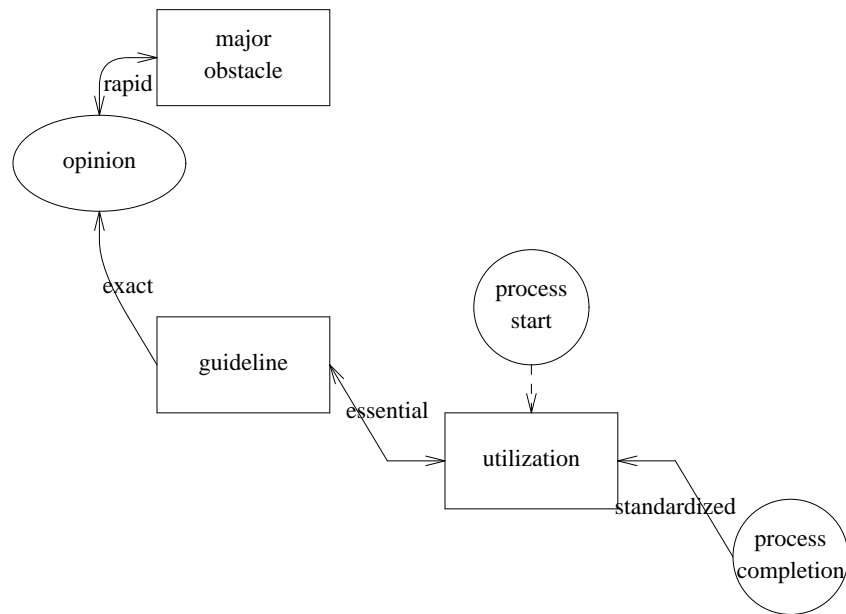 major
obstacle
rapid
opinion
exact
process
start
guideline
essential
utilization
standardized
process
completion